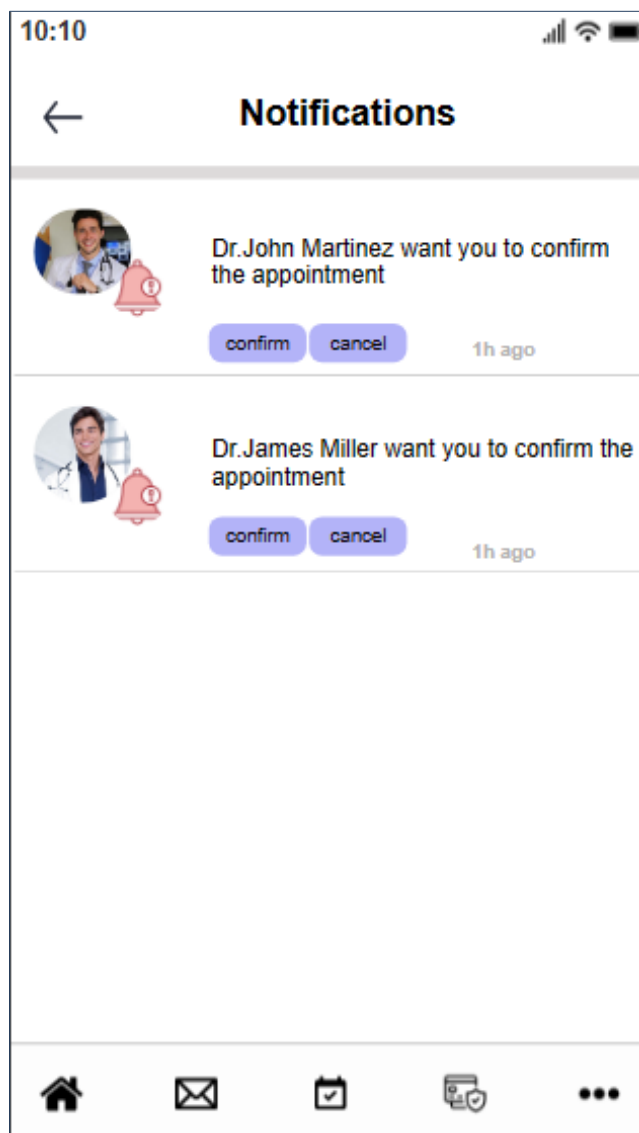 10:10
Notifications
Dr.John Martinez want you to confirm
the appointment
confirm
cancel
1h ago
Dr.James Miller want you to confirm the
appointment
confirm
cancel
1h ago